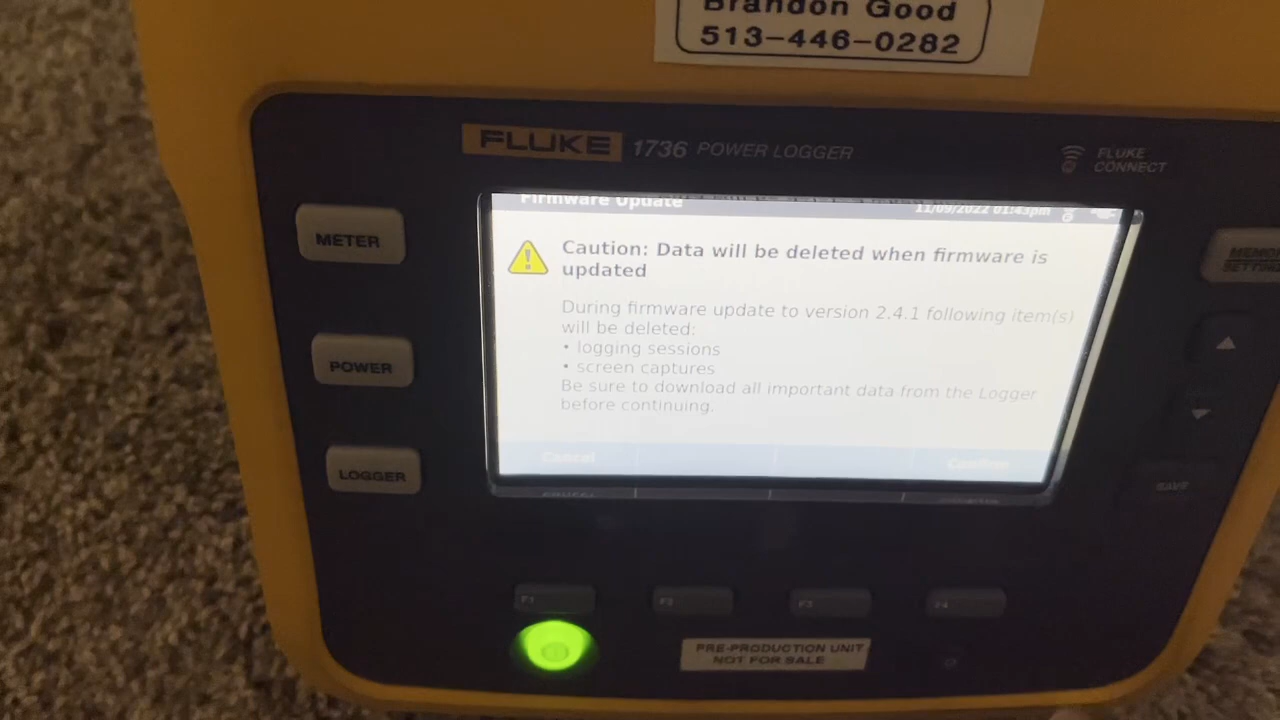 Brandon Good
513-446-0282
FLUKE 1736 POWER LOGGER
FLUKE
CONNECT
Firmware Update 11/09/2022 01:43pm
METER
Caution: Data will be deleted when firmware is
updated
During firmware update to version 2.4.1 following item(s)
will be deleted:
• logging sessions
• screen captures
Be sure to download all important data from the Logger
before continuing.
POWER
LOGGER
Cancel Confirm
SAVE
F1 F2 F3 F4
PRE-PRODUCTION UNIT
NOT FOR SALE